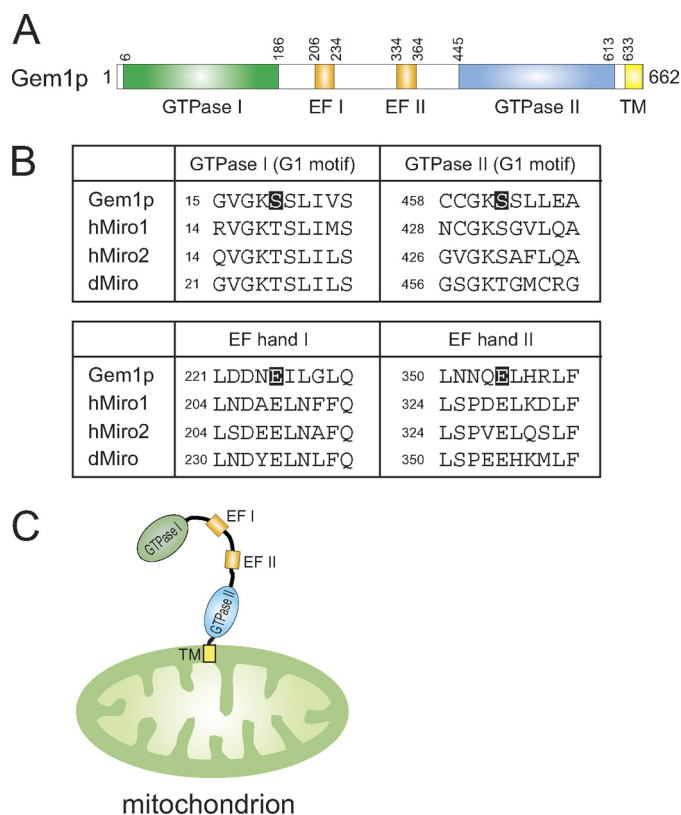 A
6 186 206 234 334 364 445 613 633
Gem1p 1 662
GTPase I EF I EF II GTPase II TM
B
GTPase I (G1 motif) GTPase II (G1 motif)
Gem1p 15 GVGKSSLIVS 458 CCGKSSLLEA
hMiro1 14 RVGKTSLIMS 428 NCGKSGVLQA
hMiro2 14 QVGKTSLILS 426 GVGKSAFLQA
dMiro 21 GVGKTSLILS 456 GSGKTGMCRG
EF hand I EF hand II
Gem1p 221 LDDNEILGLQ 350 LNNQELHRLF
hMiro1 204 LNDAELNFFQ 324 LSPDELKDLF
hMiro2 204 LSDEELNAFQ 324 LSPVELQSLF
dMiro 230 LNDYELNLFQ 350 LSPEEHKMLF
C
GTPase I
EF I
EF II
GTPase II
TM
mitochondrion